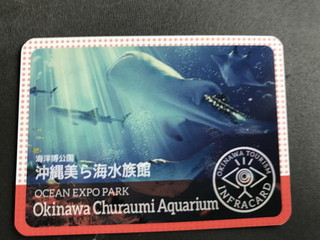 海洋博公園
沖縄美ら海水族館
OCEAN EXPO PARK
Okinawa Churaumi Aquarium
OKINAWA TOURISM
INFRACARD